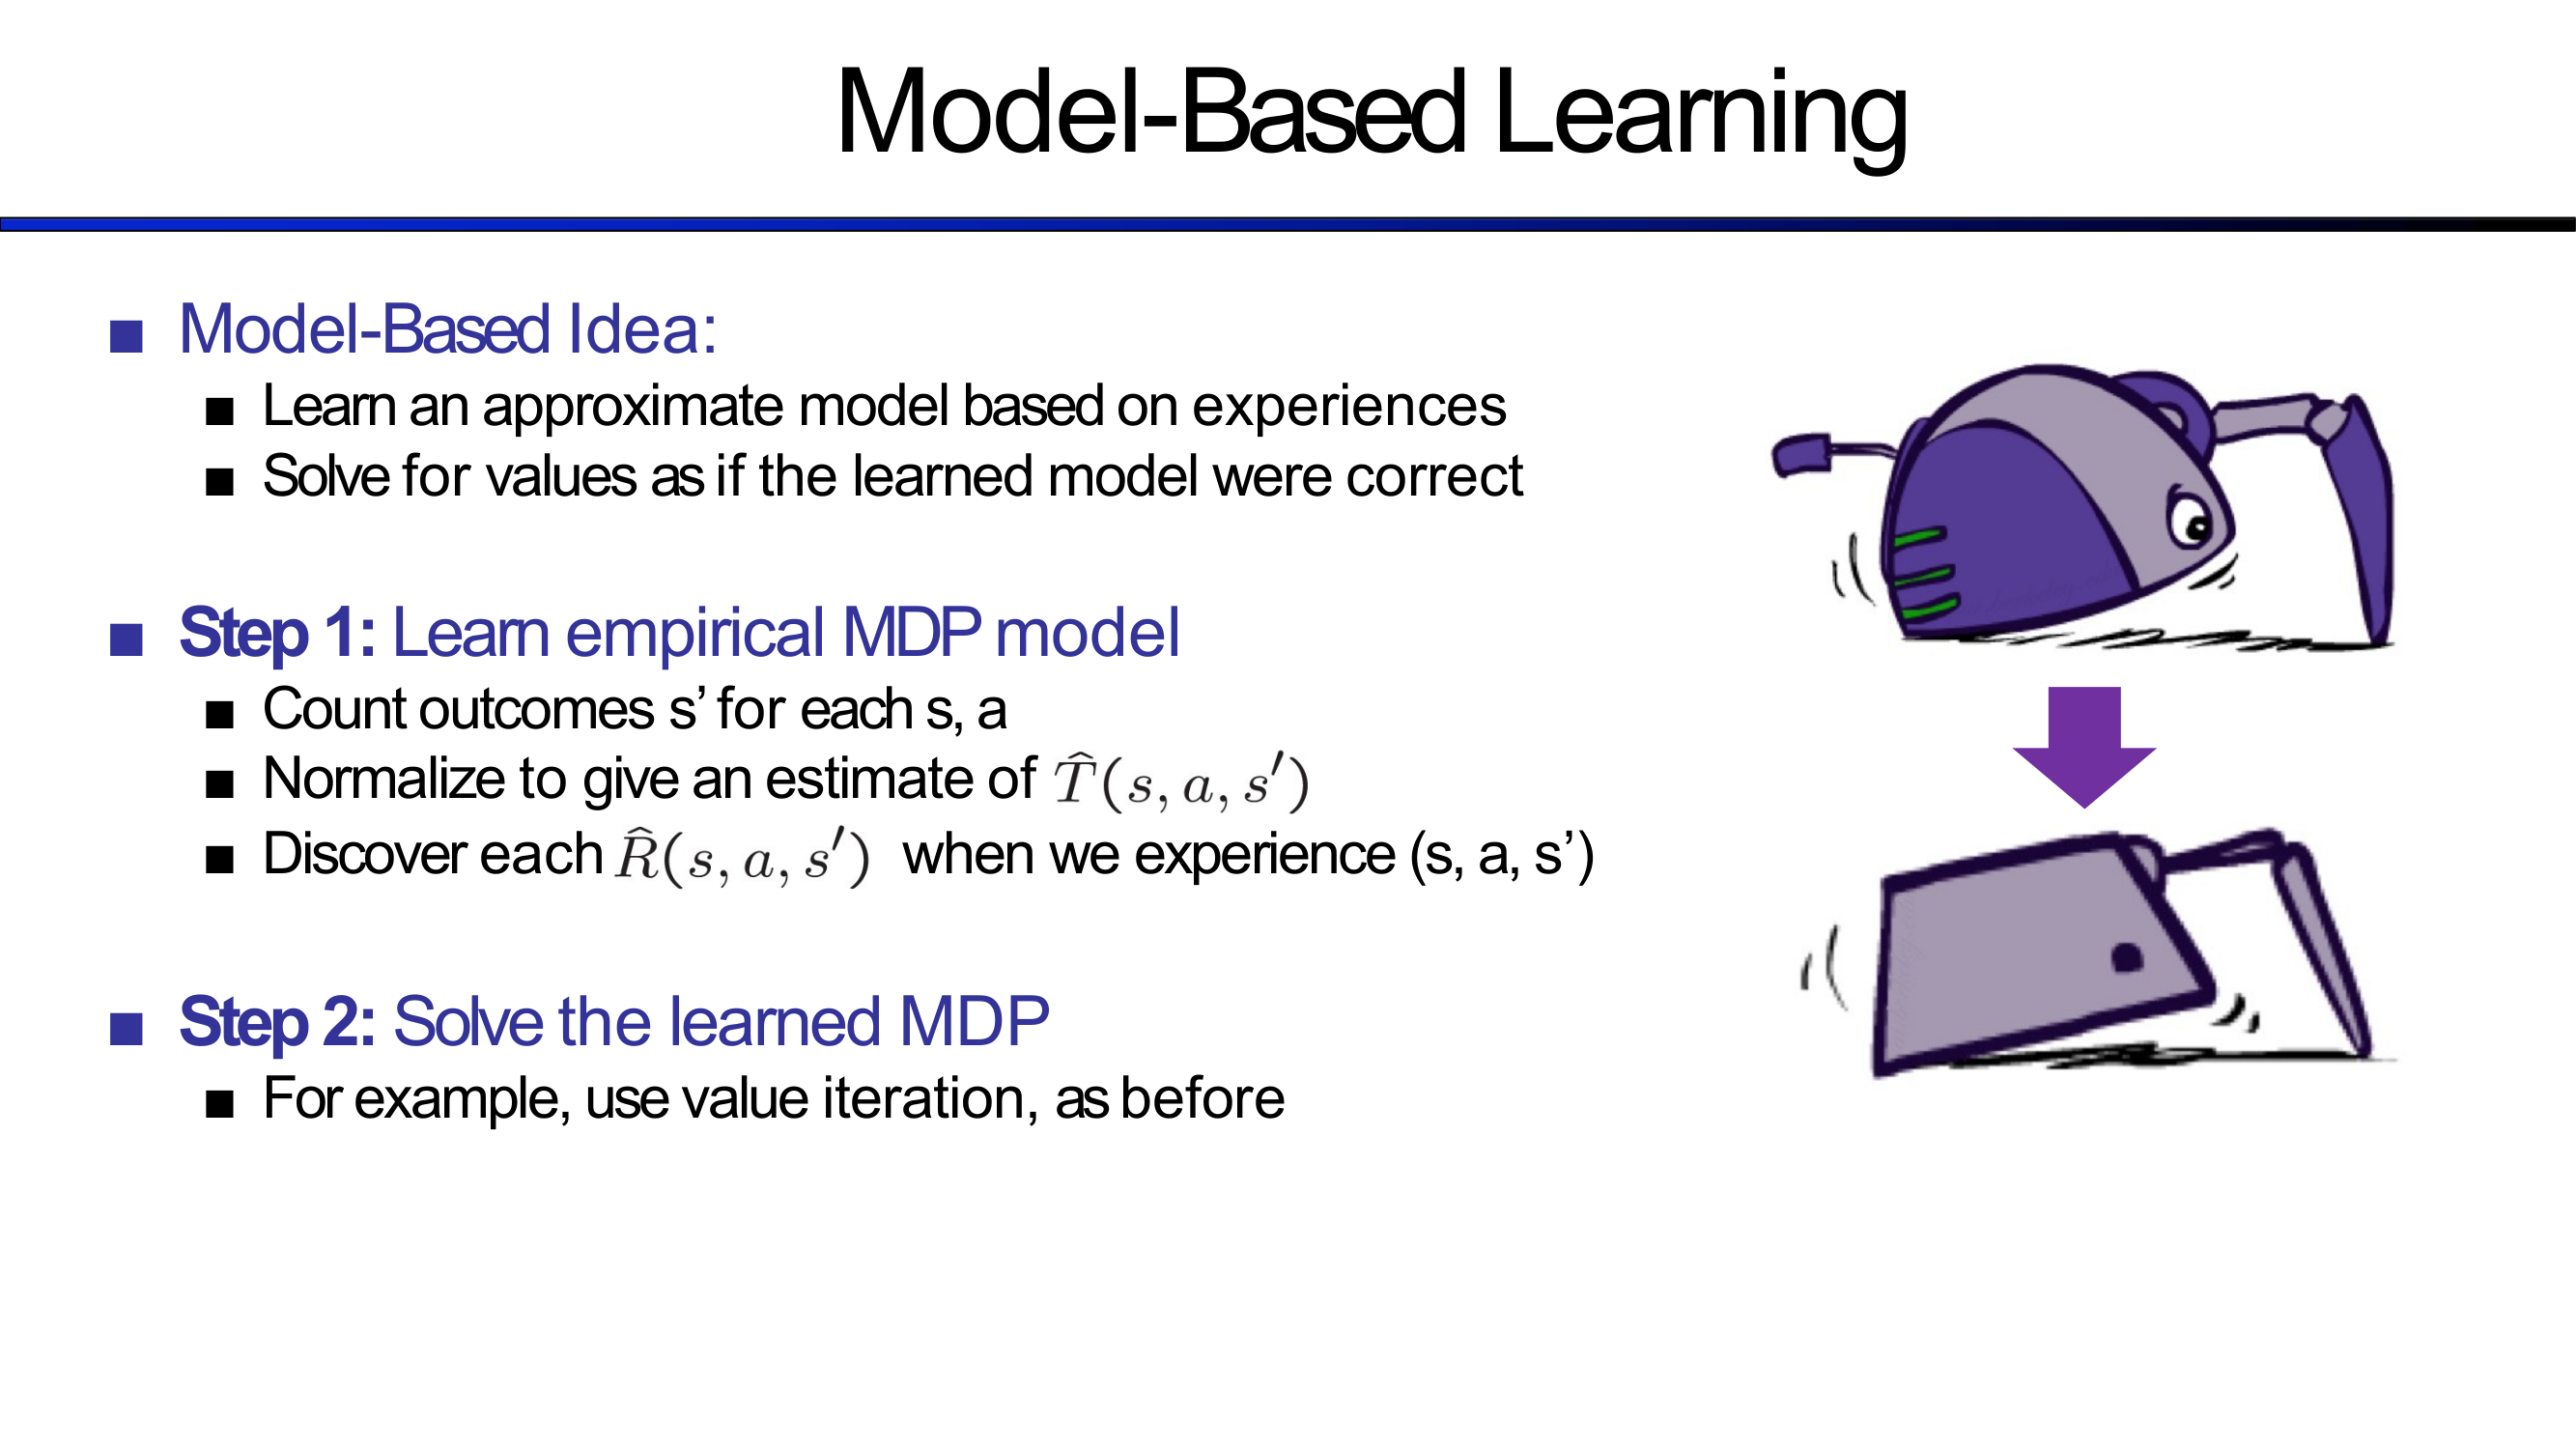 Model-Based Learning
■ Model-Based Idea:
■ Learn an approximate model based on experiences
■ Solve for values as if the learned model were correct
■ Step 1: Learn empirical MDP model
■ Count outcomes s’ for each s, a
■ Normalize to give an estimate of T̂(s, a, s′)
■ Discover each R̂(s, a, s′) when we experience (s, a, s’)
■ Step 2: Solve the learned MDP
■ For example, use value iteration, as before